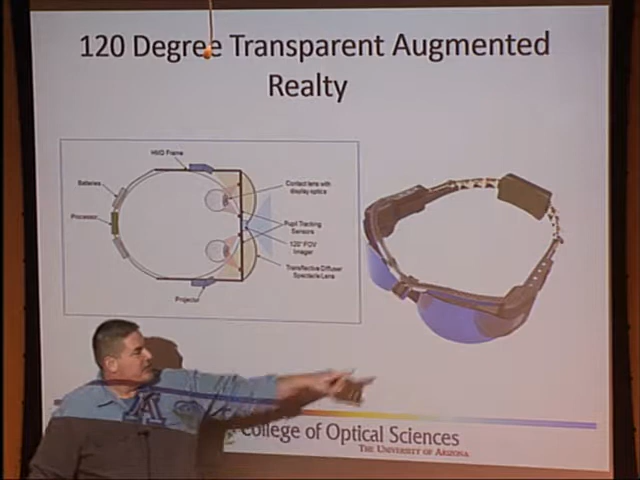 120 Degree Transparent Augmented
Realty
HMD Frame
Batteries
Contact lens with
display optics
Processor
Pupil Tracking
Sensors
120° FOV
Imager
Transflective Diffuser
Spectacle Lens
Projector
A
College of Optical Sciences
THE UNIVERSITY OF ARIZONA